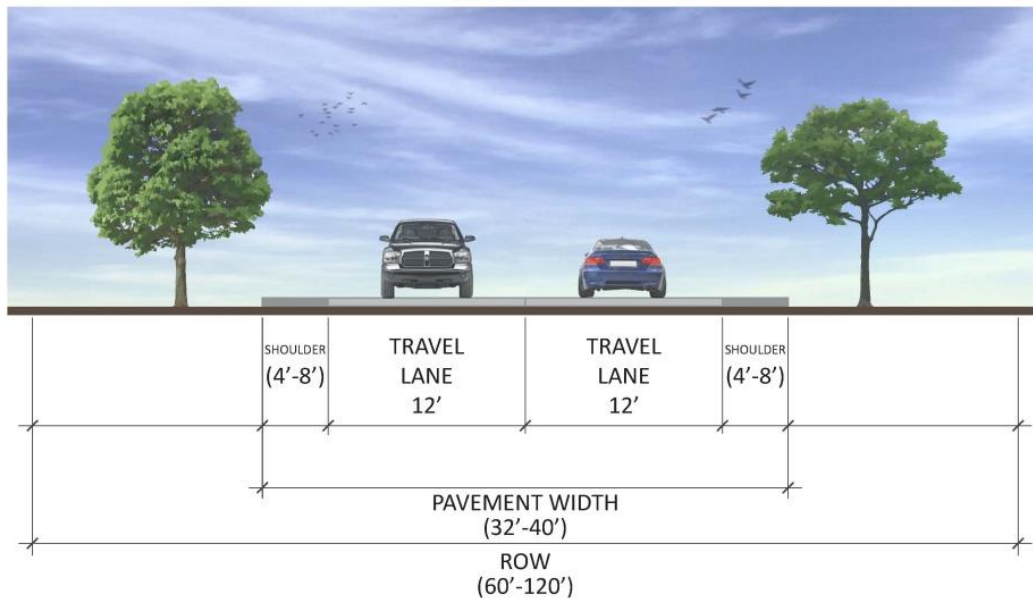 SHOULDER
(4’-8’)
TRAVEL
LANE
12’
TRAVEL
LANE
12’
SHOULDER
(4’-8’)
PAVEMENT WIDTH
(32’-40’)
ROW
(60’-120’)